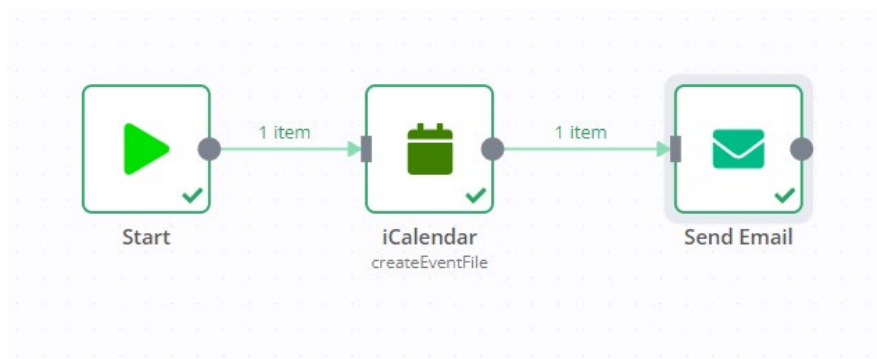 1 item
1 item
Start
iCalendar
Send Email
createEventFile